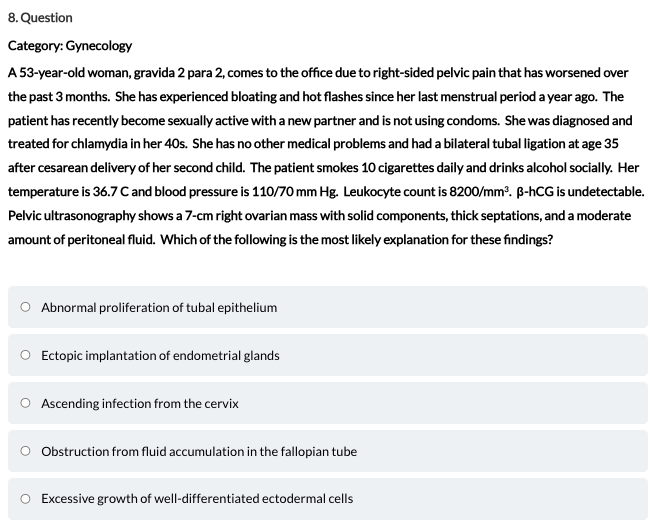 8. Question
Category: Gynecology
A 53-year-old woman, gravida 2 para 2, comes to the office due to right-sided pelvic pain that has worsened over
the past 3 months. She has experienced bloating and hot flashes since her last menstrual period a year ago. The
patient has recently become sexually active with a new partner and is not using condoms. She was diagnosed and
treated for chlamydia in her 40s. She has no other medical problems and had a bilateral tubal ligation at age 35
after cesarean delivery of her second child. The patient smokes 10 cigarettes daily and drinks alcohol socially. Her
temperature is 36.7 C and blood pressure is 110/70 mm Hg. Leukocyte count is 8200/mm³. β-hCG is undetectable.
Pelvic ultrasonography shows a 7-cm right ovarian mass with solid components, thick septations, and a moderate
amount of peritoneal fluid. Which of the following is the most likely explanation for these findings?
Abnormal proliferation of tubal epithelium
Ectopic implantation of endometrial glands
Ascending infection from the cervix
Obstruction from fluid accumulation in the fallopian tube
Excessive growth of well-differentiated ectodermal cells